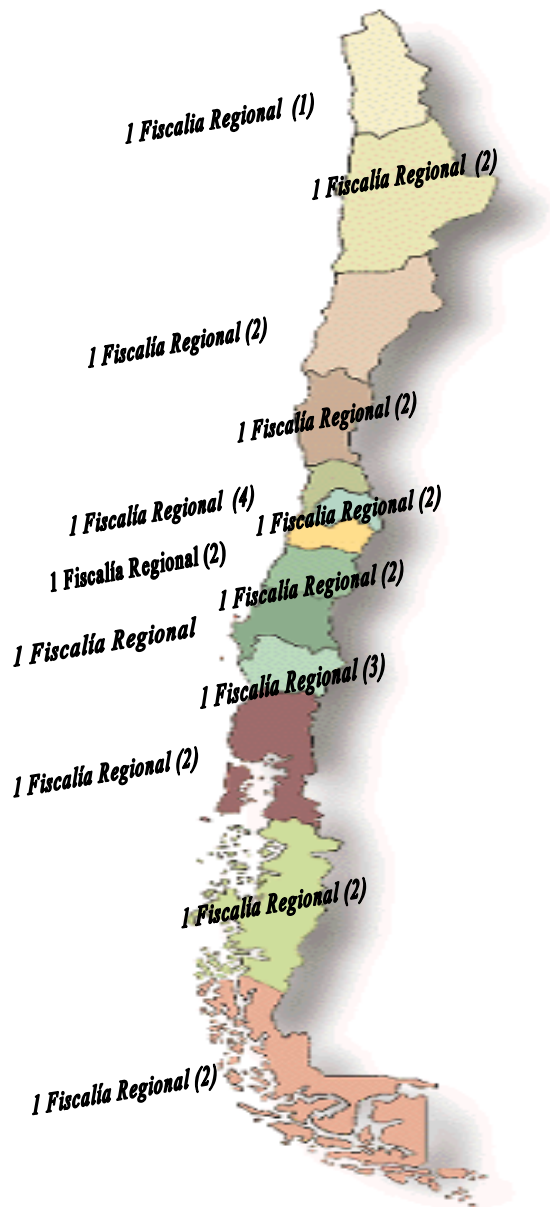 1 Fiscalia Regional (1)
1 Fiscalía Regional (2)
1 Fiscalía Regional (2)
1 Fiscalía Regional (2)
1 Fiscalía Regional (4)
1 Fiscalia Regional (2)
1 Fiscalía Regional (2)
1 Fiscalía Regional (2)
1 Fiscalía Regional
1 Fiscalía Regional (3)
1 Fiscalía Regional (2)
1 Fiscalía Regional (2)
1 Fiscalía Regional (2)